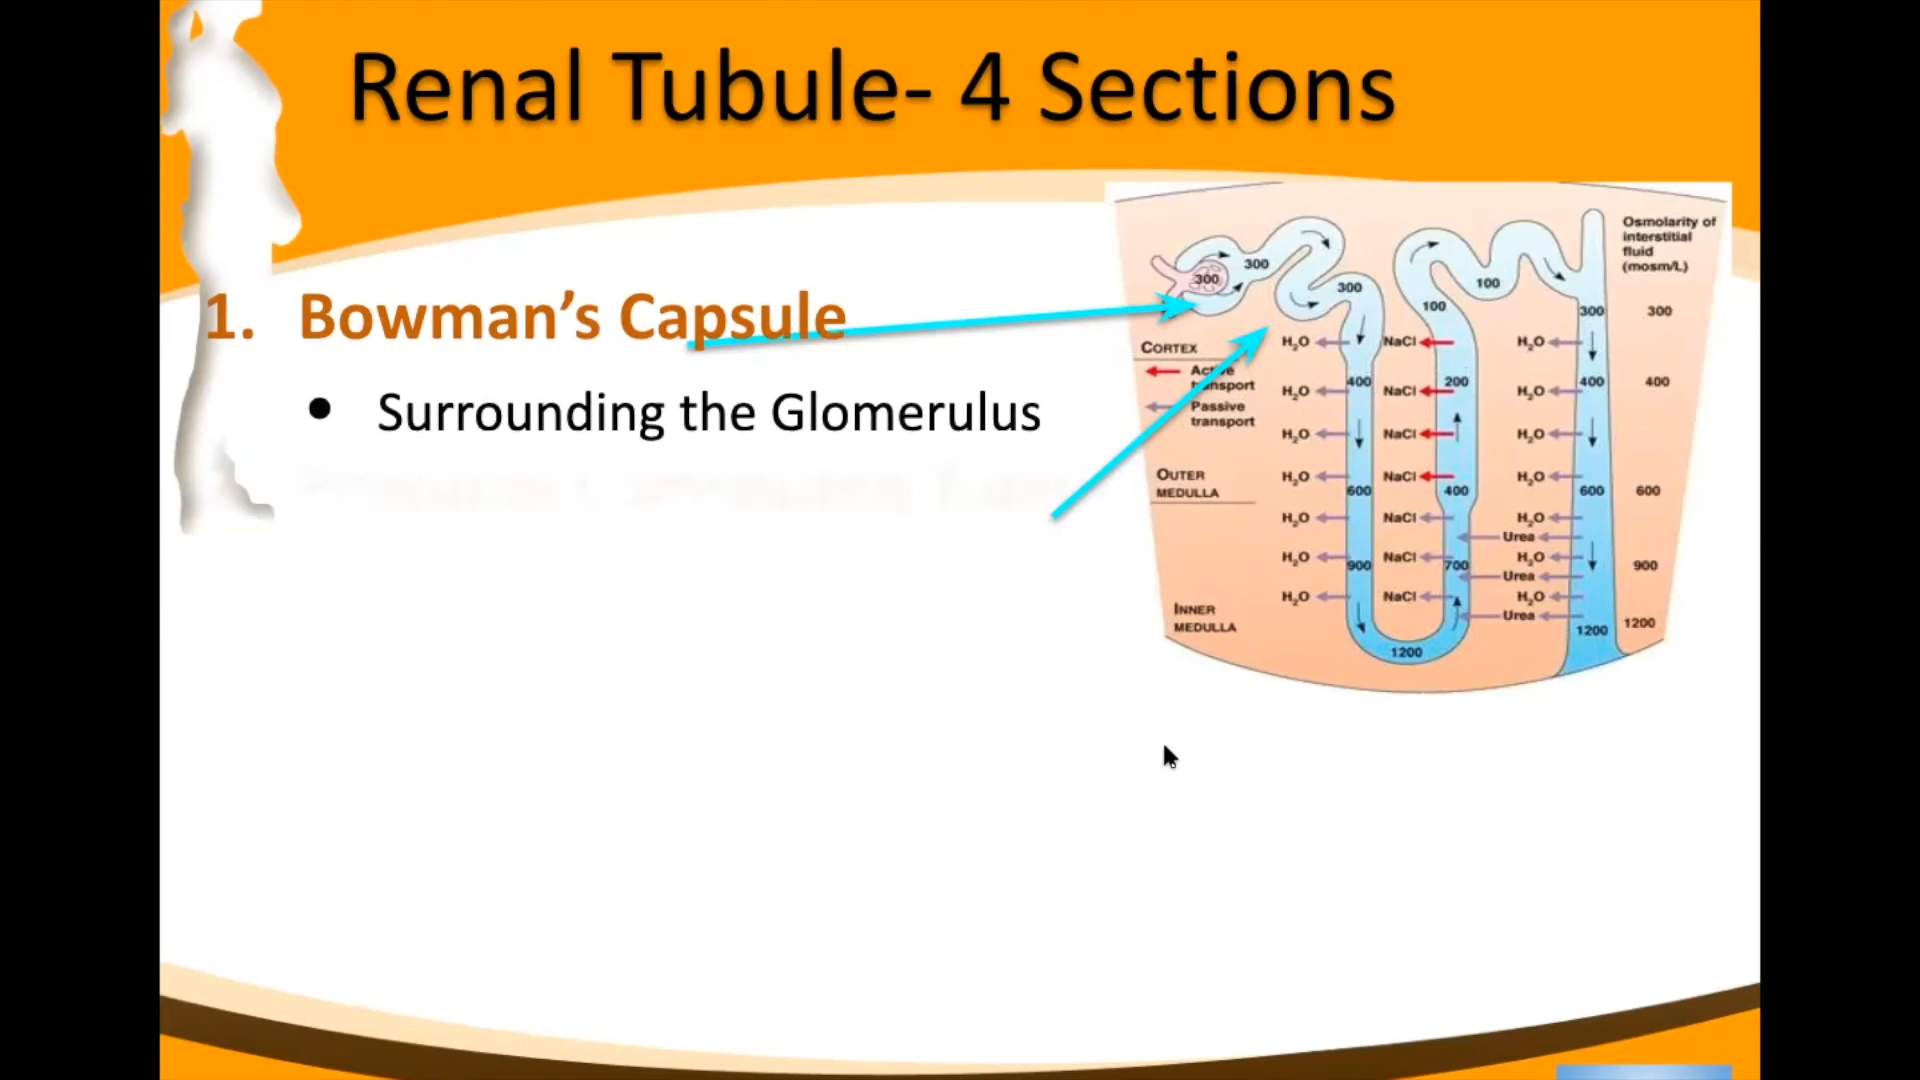 Renal Tubule- 4 Sections
1. Bowman’s Capsule
• Surrounding the Glomerulus
Osmolarity of
interstitial
fluid
(mosm/L)
300
300
300
300
100
100
300
300
CORTEX
H₂O
NaCl
H₂O
Active
transport
400
200
400
400
H₂O
NaCl
H₂O
Passive
transport
H₂O
NaCl
H₂O
OUTER
MEDULLA
H₂O
NaCl
H₂O
600
400
600
600
H₂O
NaCl
H₂O
Urea
H₂O
NaCl
H₂O
900
700
900
Urea
H₂O
NaCl
H₂O
Urea
INNER
MEDULLA
1200
1200
1200